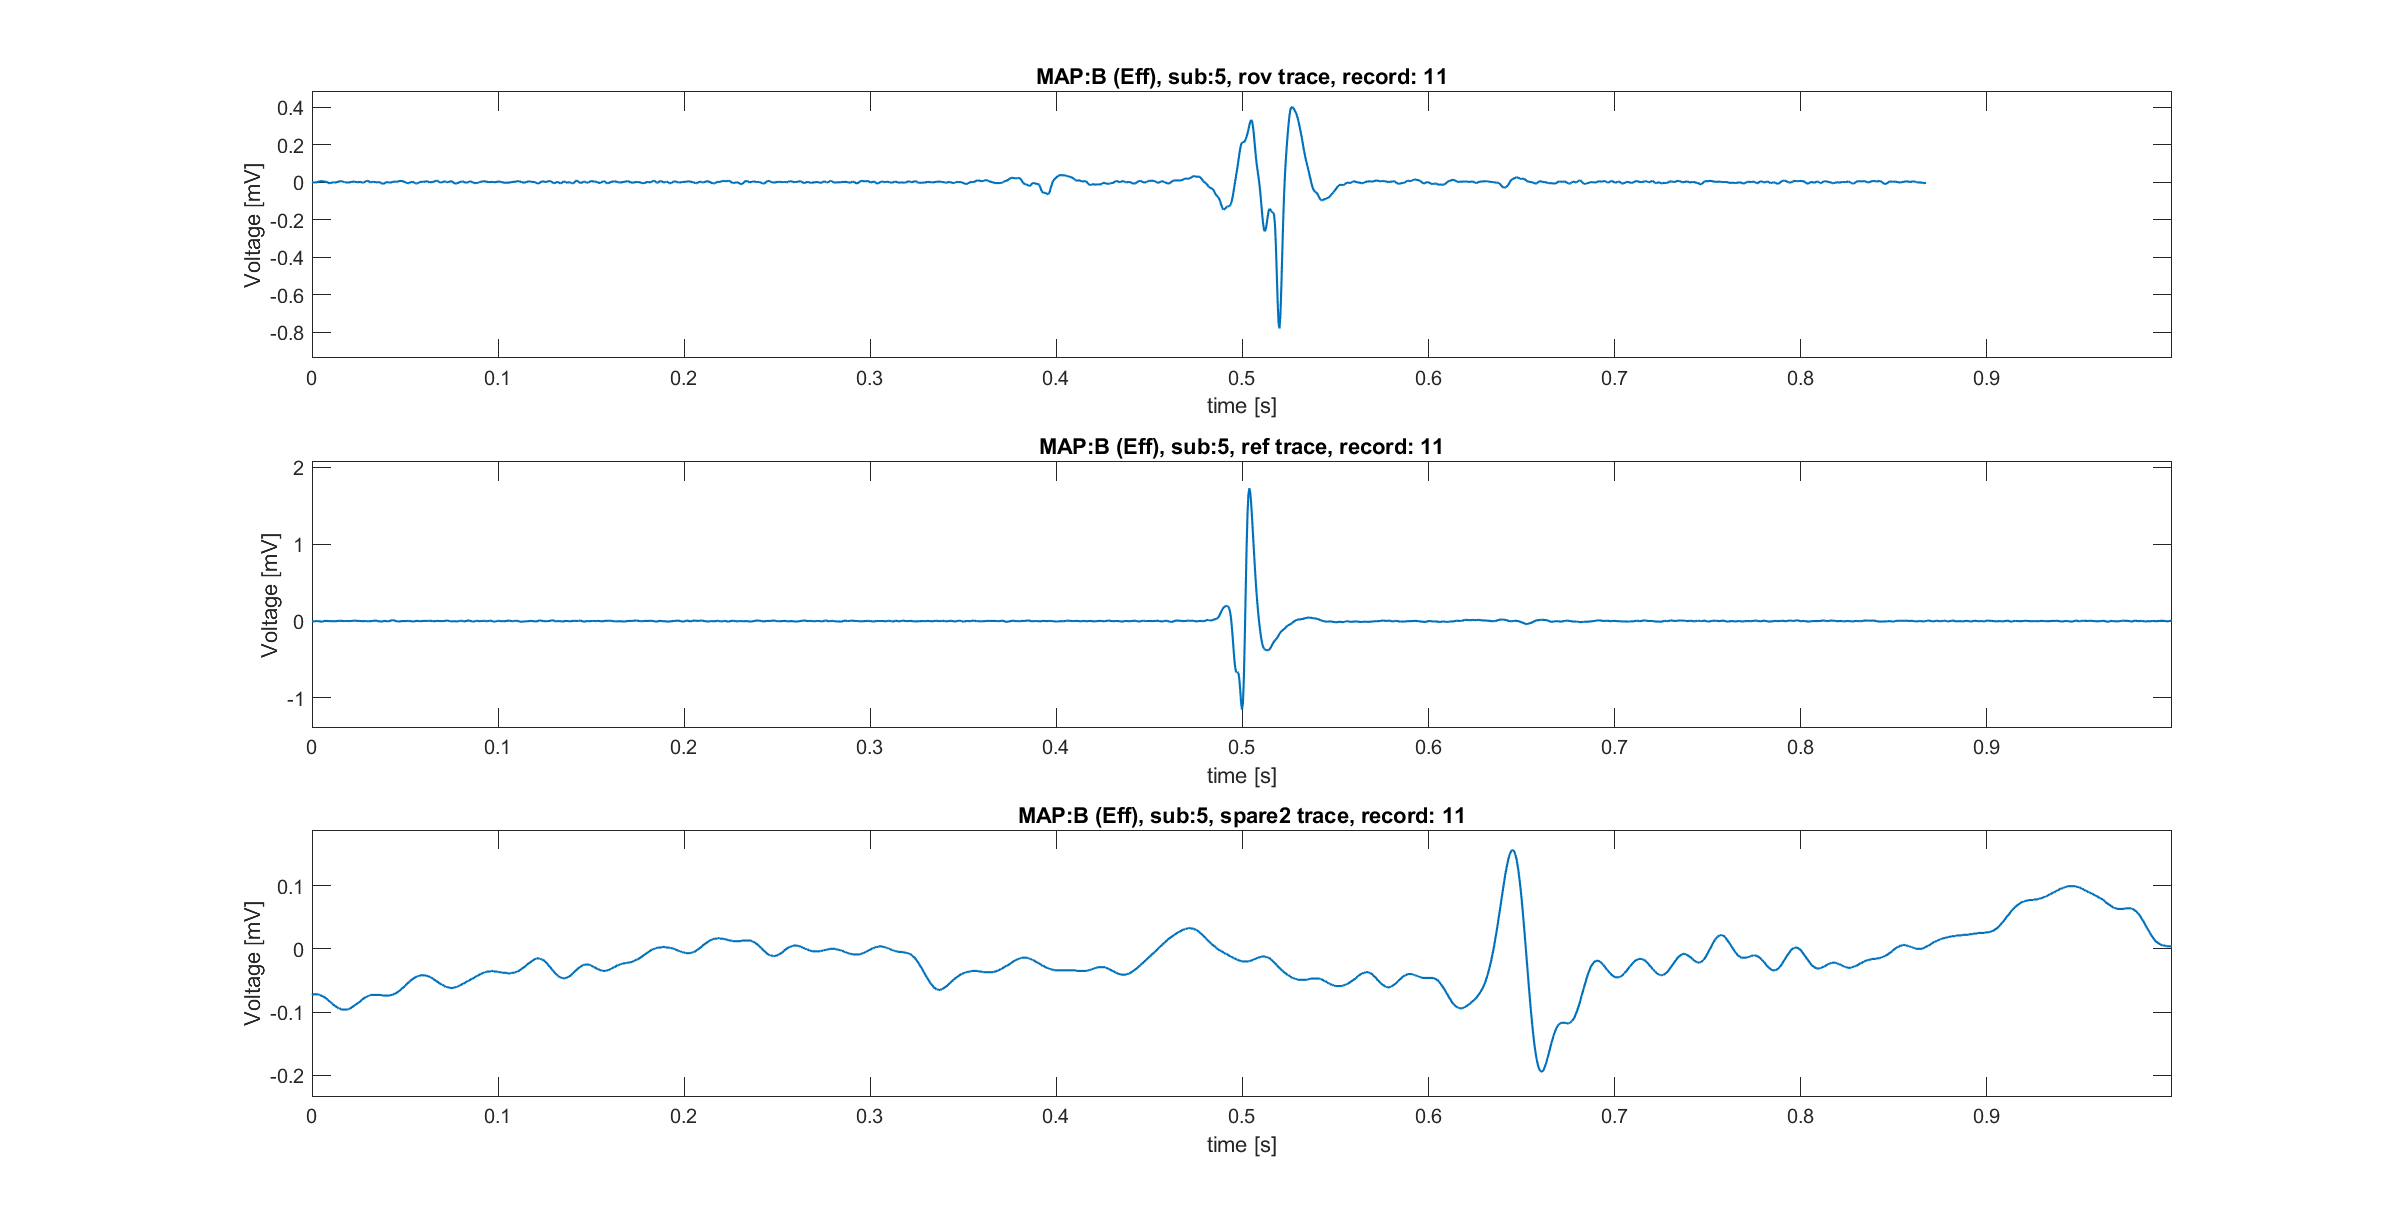 MAP:B (Eff), sub:5, rov trace, record: 11
0.4
0.2
0
-0.2
-0.4
-0.6
-0.8
Voltage [mV]
0 0.1 0.2 0.3 0.4 0.5 0.6 0.7 0.8 0.9
time [s]
MAP:B (Eff), sub:5, ref trace, record: 11
2
1
0
-1
Voltage [mV]
0 0.1 0.2 0.3 0.4 0.5 0.6 0.7 0.8 0.9
time [s]
MAP:B (Eff), sub:5, spare2 trace, record: 11
0.1
0
-0.1
-0.2
Voltage [mV]
0 0.1 0.2 0.3 0.4 0.5 0.6 0.7 0.8 0.9
time [s]